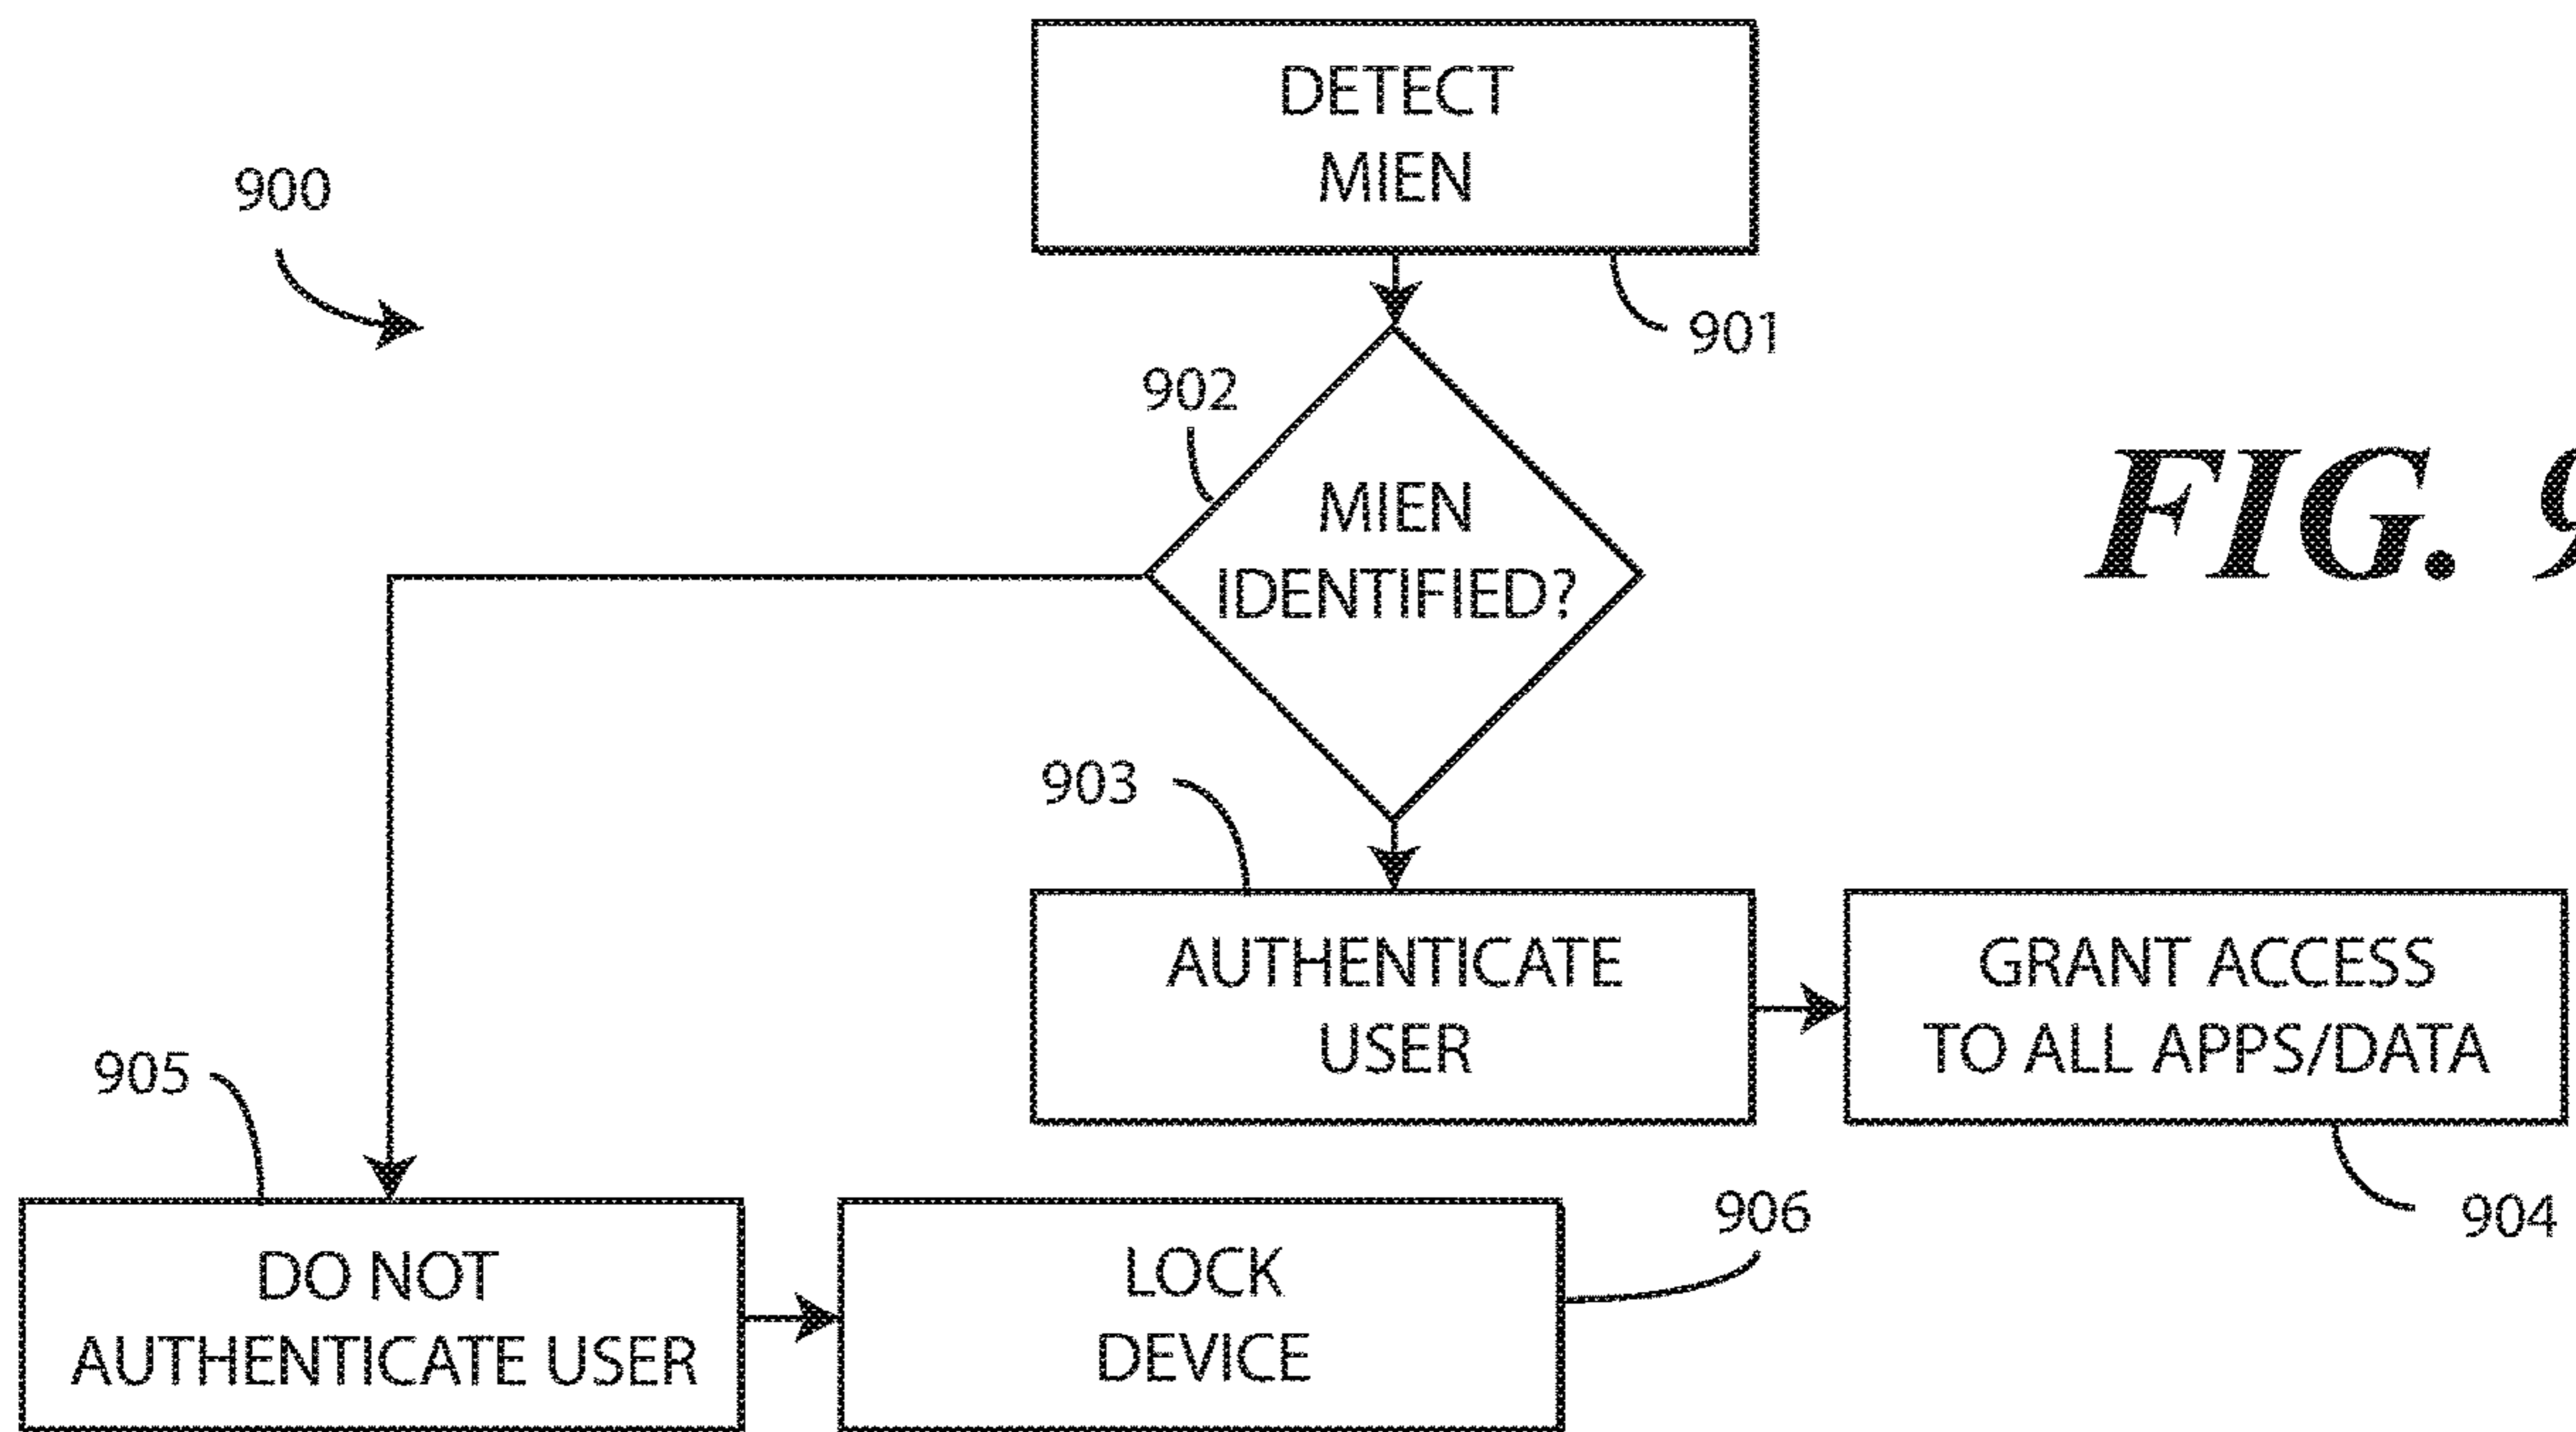 DETECT
MIEN
900
901
902
MIEN
IDENTIFIED?
FIG. 9
903
AUTHENTICATE
USER
GRANT ACCESS
TO ALL APPS/DATA
905
904
906
DO NOT
AUTHENTICATE USER
LOCK
DEVICE